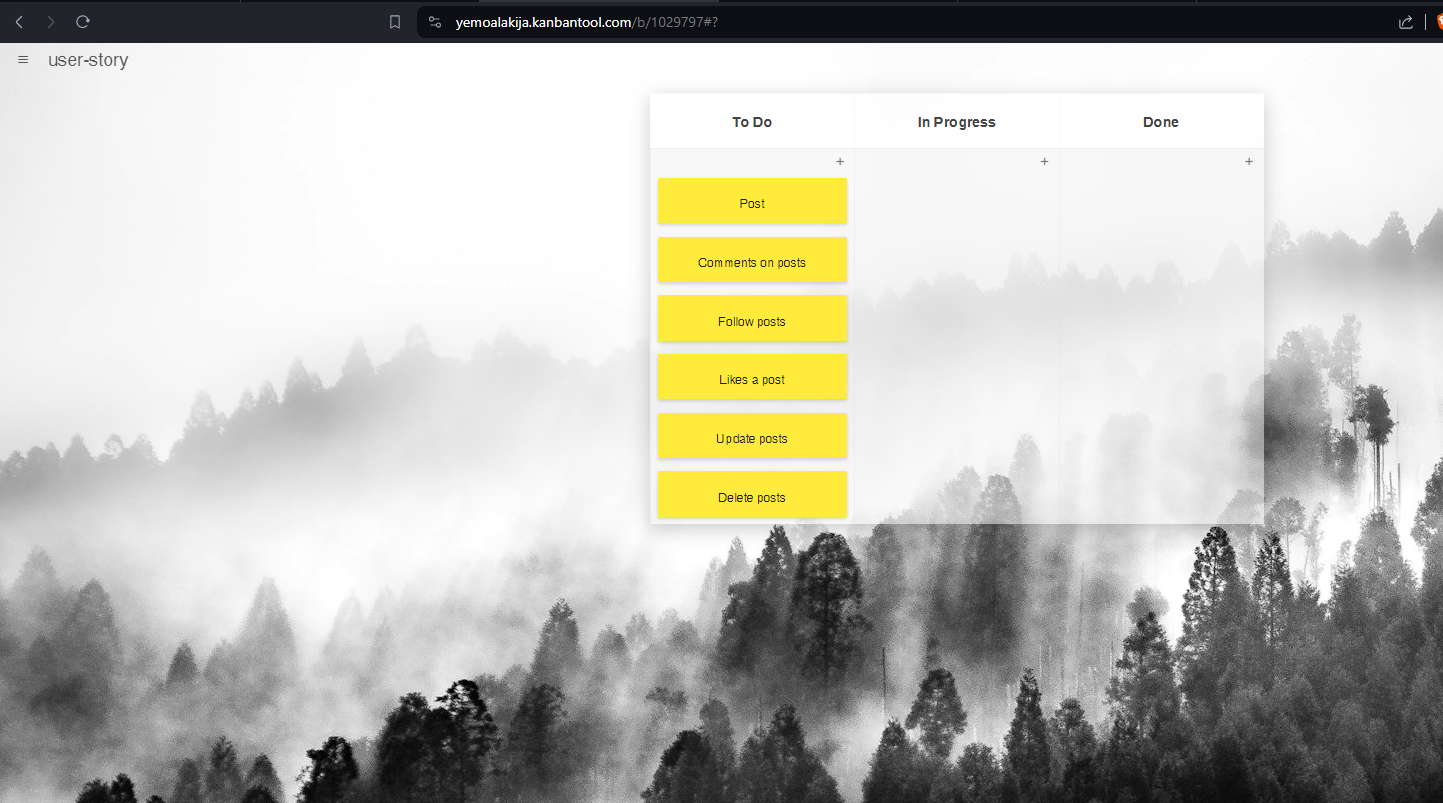 yemoalakija.kanbantool.com/b/1029797#?
user-story
To Do
In Progress
Done
+
+
+
Post
Comments on posts
Follow posts
Likes a post
Update posts
Delete posts